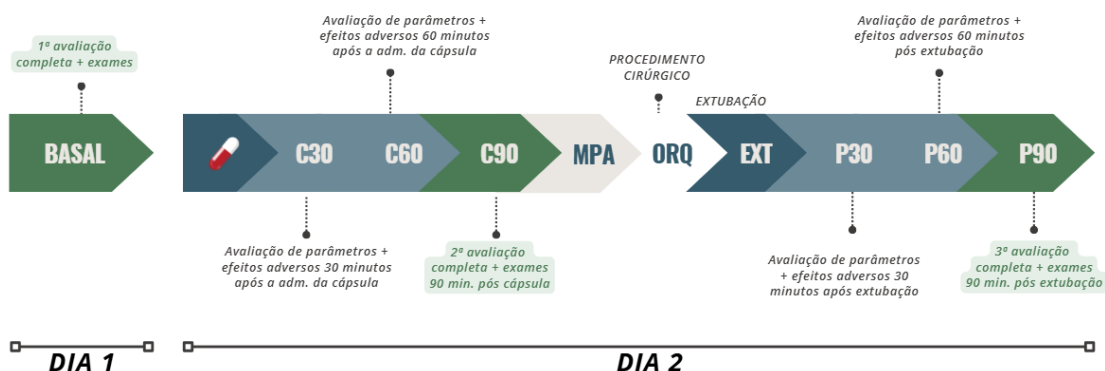 1ª avaliação
completa + exames
BASAL
Avaliação de parâmetros +
efeitos adversos 60 minutos
após a adm. da cápsula
PROCEDIMENTO
CIRÚRGICO
EXTUBAÇÃO
Avaliação de parâmetros +
efeitos adversos 60 minutos
pós extubação
C30
C60
C90
MPA
ORQ
EXT
P30
P60
P90
Avaliação de parâmetros +
efeitos adversos 30 minutos
após a adm. da cápsula
2ª avaliação
completa + exames
90 min. pós cápsula
Avaliação de parâmetros
+ efeitos adversos 30
minutos após extubação
3ª avaliação
completa + exames
90 min. pós extubação
DIA 1
DIA 2